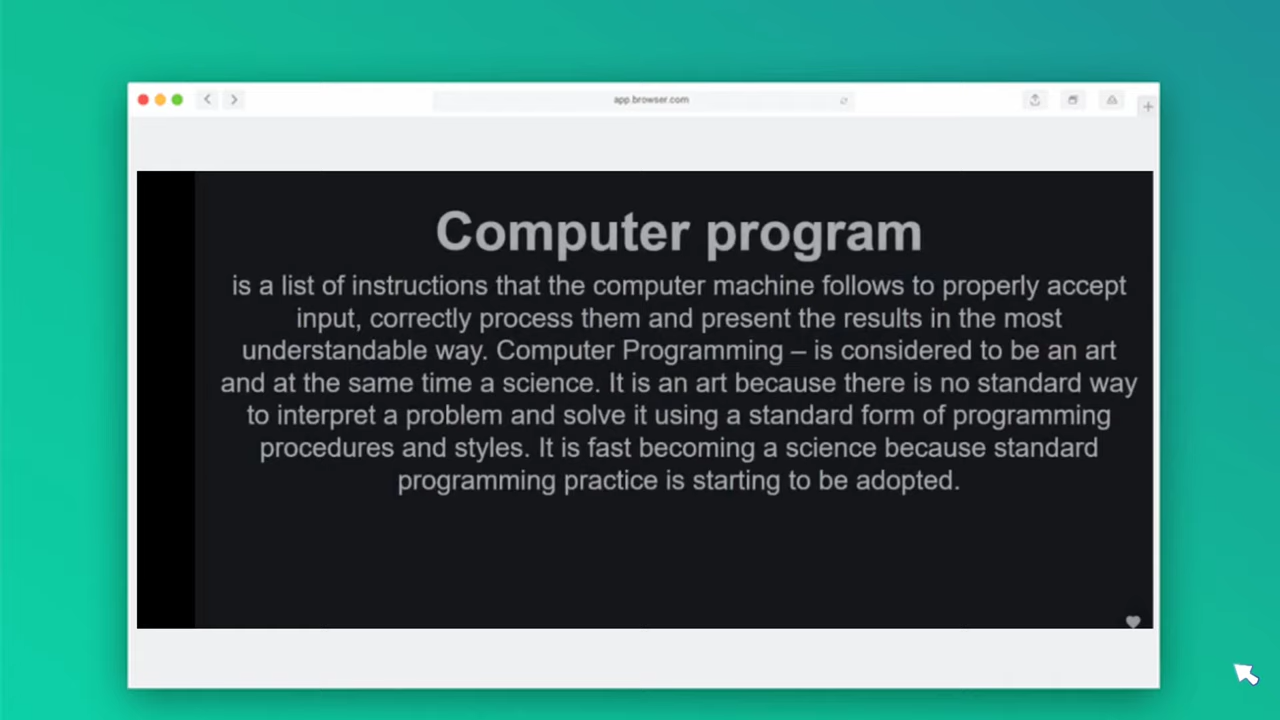 app.browser.com
Computer program
is a list of instructions that the computer machine follows to properly accept
input, correctly process them and present the results in the most
understandable way. Computer Programming – is considered to be an art
and at the same time a science. It is an art because there is no standard way
to interpret a problem and solve it using a standard form of programming
procedures and styles. It is fast becoming a science because standard
programming practice is starting to be adopted.